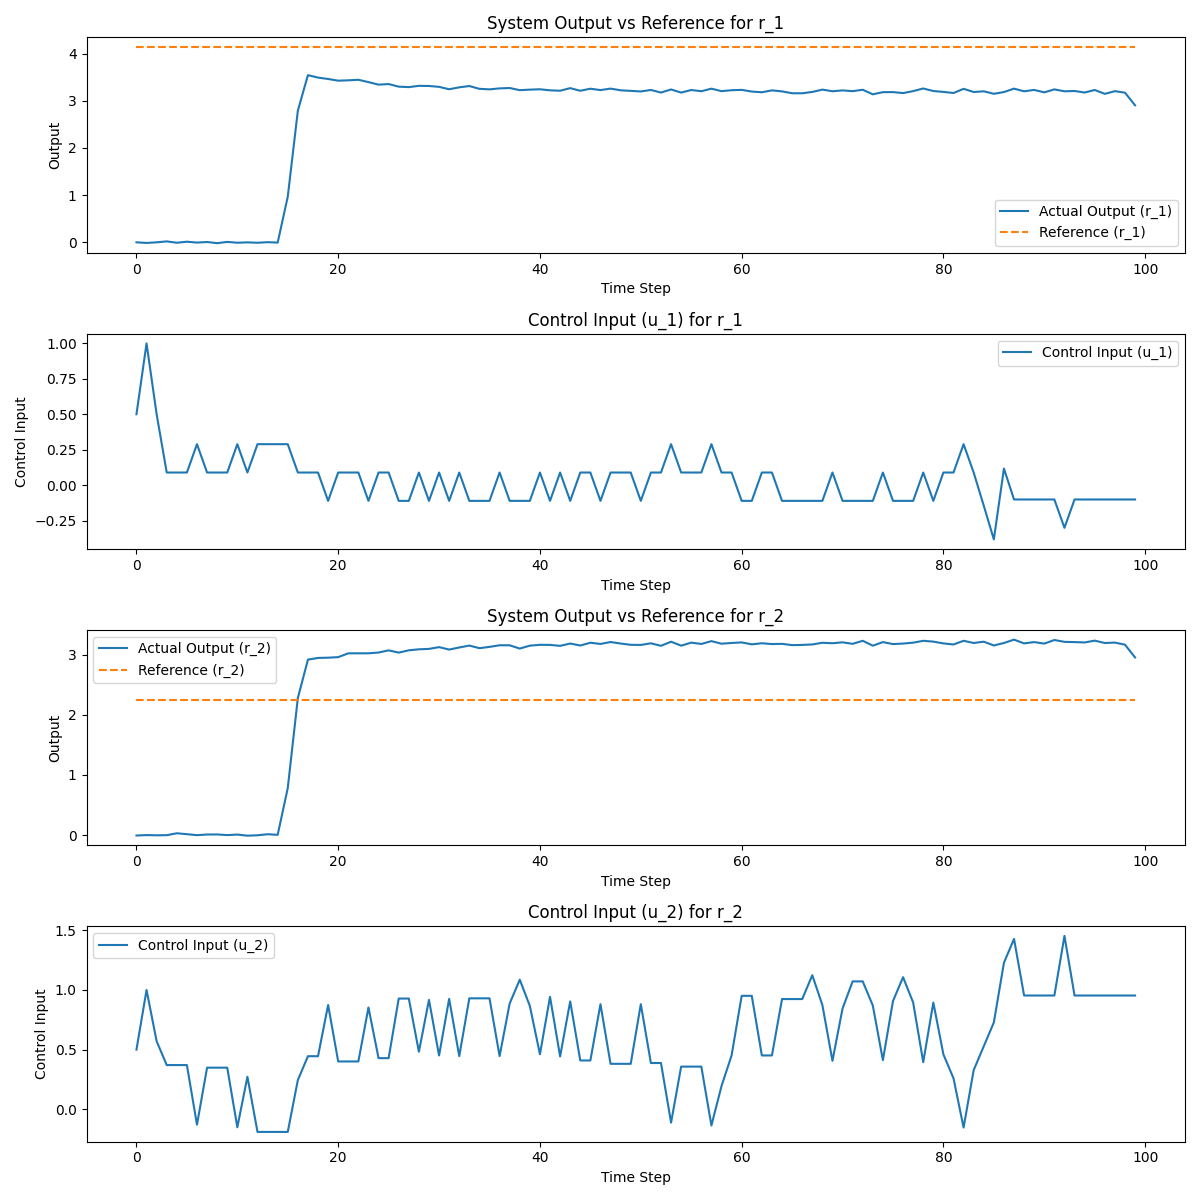 System Output vs Reference for r_1
4
3
2
1
0
Output
Actual Output (r_1)
Reference (r_1)
0 20 40 60 80 100
Time Step
Control Input (u_1) for r_1
1.00
0.75
0.50
0.25
0.00
−0.25
Control Input
Control Input (u_1)
0 20 40 60 80 100
Time Step
System Output vs Reference for r_2
3
2
1
0
Output
Actual Output (r_2)
Reference (r_2)
0 20 40 60 80 100
Time Step
Control Input (u_2) for r_2
1.5
1.0
0.5
0.0
Control Input
Control Input (u_2)
0 20 40 60 80 100
Time Step